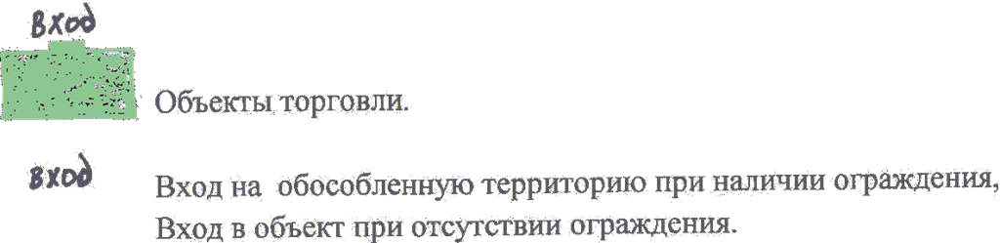 вход
Объекты торговли.
вход
Вход на обособленную территорию при наличии ограждения,
Вход в объект при отсутствии ограждения.